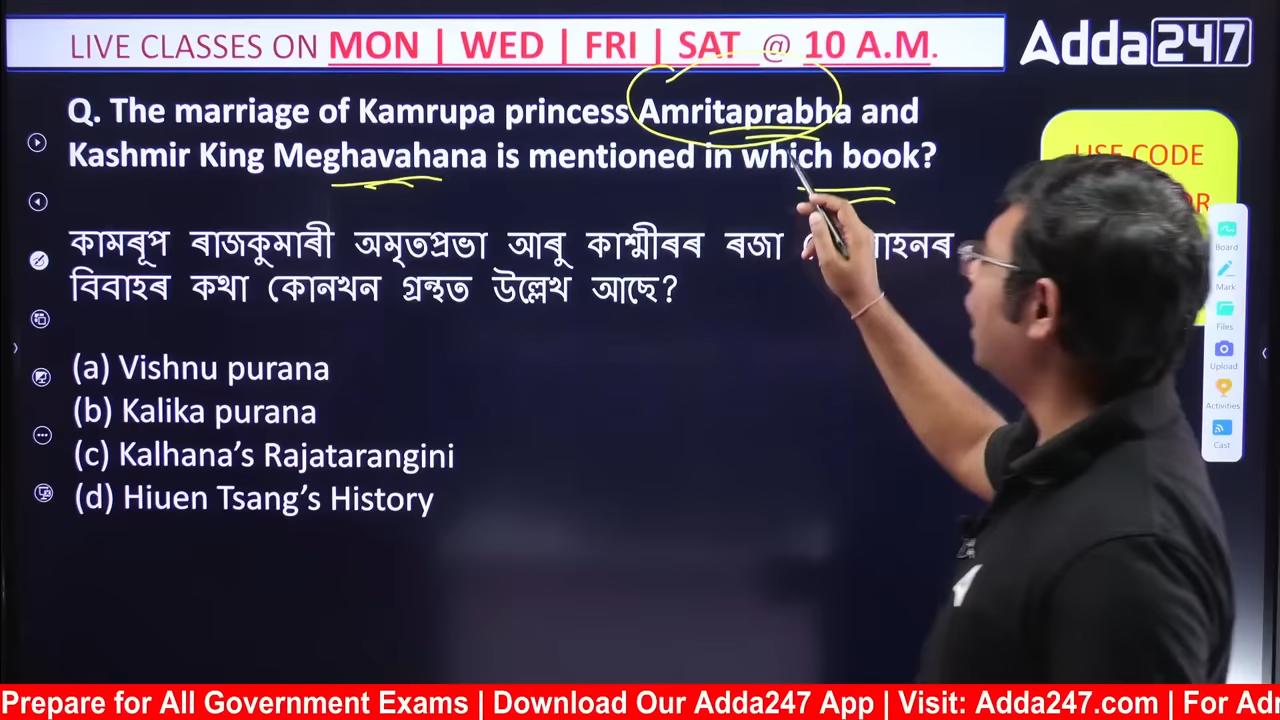 LIVE CLASSES ON MON | WED | FRI | SAT @ 10 A.M.
Adda247
Q. The marriage of Kamrupa princess Amritaprabha and
Kashmir King Meghavahana is mentioned in which book?
USE CODE
কামৰূপ ৰাজকুমাৰী অমৃতপ্ৰভা আৰু কাশ্মীৰৰ ৰজা
বিবাহৰ কথা কোনখন গ্ৰন্থত উল্লেখ আছে?
(a) Vishnu purana
(b) Kalika purana
(c) Kalhana’s Rajatarangini
(d) Hiuen Tsang’s History
Board
Mark
Files
Upload
Activities
Cast
Prepare for All Government Exams | Download Our Adda247 App | Visit: Adda247.com | For